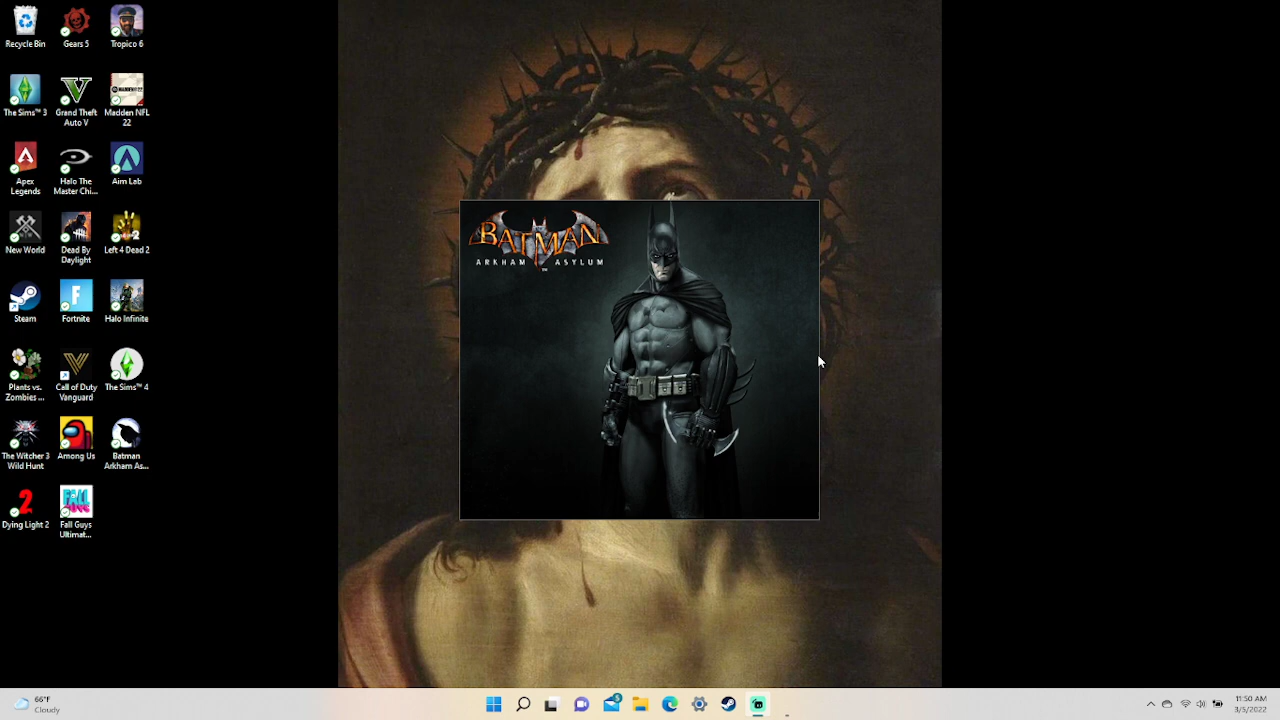 Recycle Bin
Gears 5
Tropico 6
The Sims™ 3
Grand Theft
Auto V
Madden NFL
22
Apex
Legends
Halo The
Master Chi...
Aim Lab
New World
Dead By
Daylight
Left 4 Dead 2
Steam
Fortnite
Halo Infinite
Plants vs.
Zombies ...
Call of Duty
Vanguard
The Sims™ 4
The Witcher 3
Wild Hunt
Among Us
Batman
Arkham As...
Dying Light 2
Fall Guys
Ultimat...
BATMAN
ARKHAM ASYLUM
66°F
Cloudy
11:50 AM
3/5/2022